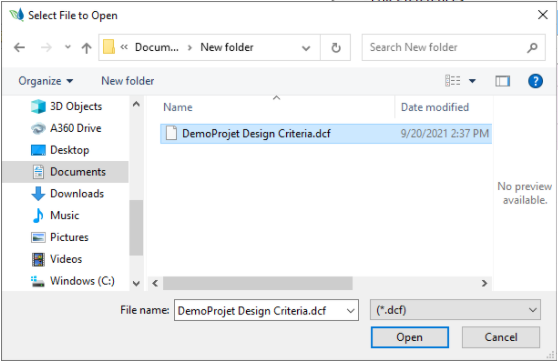 Select File to Open
« Docum... > New folder
Search New folder
Organize
New folder
3D Objects
A360 Drive
Desktop
Documents
Downloads
Music
Pictures
Videos
Windows (C:)
Name
Date modified
DemoProjet Design Criteria.dcf
9/20/2021 2:37 PM
No preview
available.
File name:
DemoProjet Design Criteria.dcf
(*.dcf)
Open
Cancel